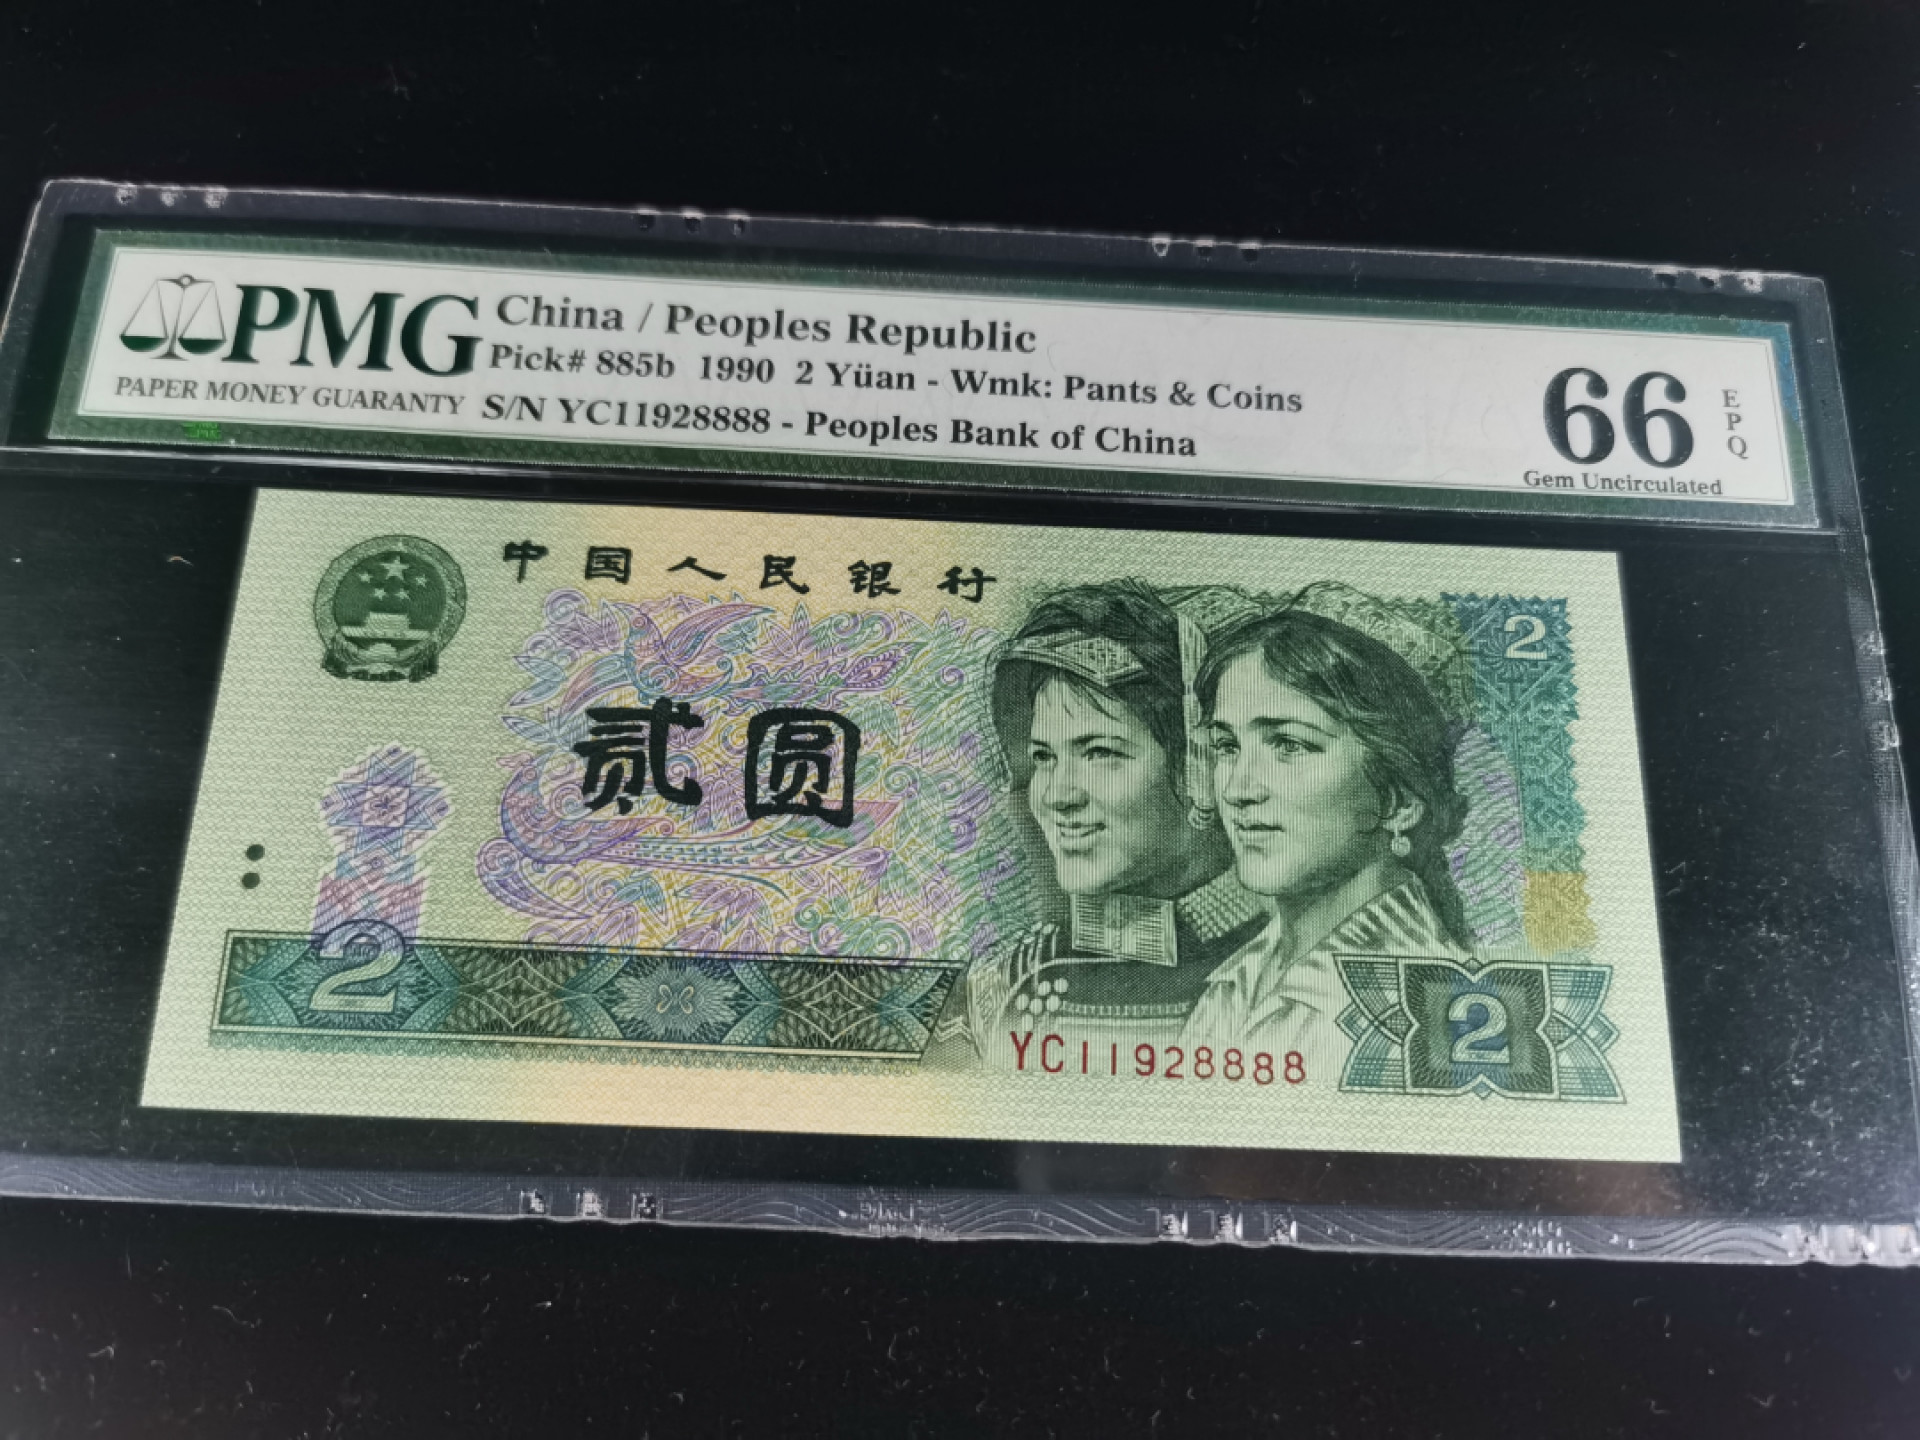 PMG
PAPER MONEY GUARANTY
China / Peoples Republic
Pick# 885b 1990 2 Yüan - Wmk: Pants & Coins
S/N YC11928888 - Peoples Bank of China
66
EPQ
Gem Uncirculated
中国人民银行
2
贰圆
2
YC11928888
2